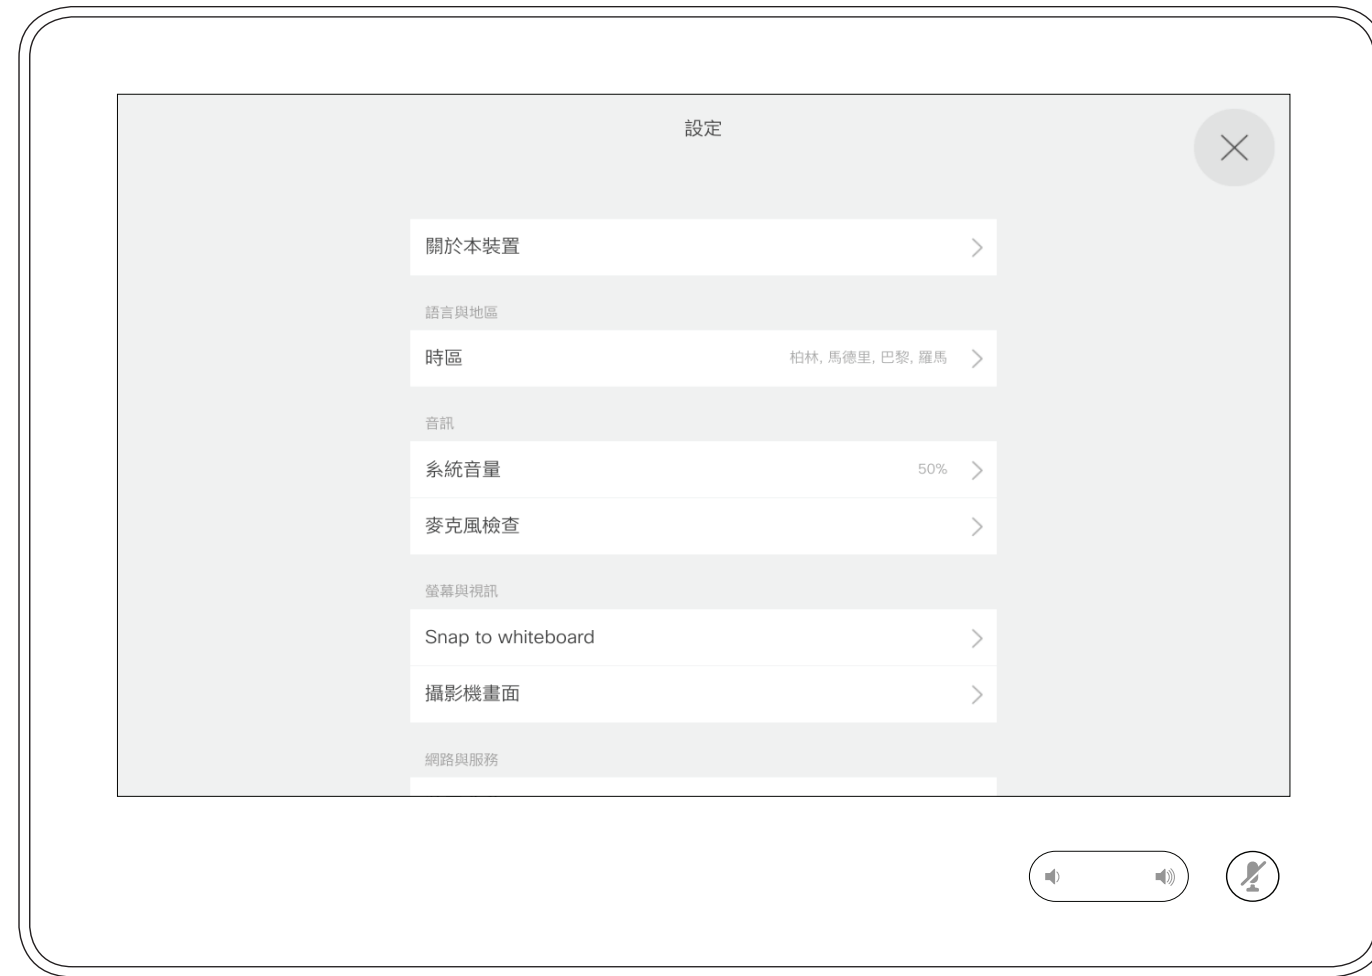 設定
關於本裝置
語言與地區
時區 柏林, 馬德里, 巴黎, 羅馬
音訊
系統音量 50%
麥克風檢查
螢幕與視訊
Snap to whiteboard
攝影機畫面
網路與服務